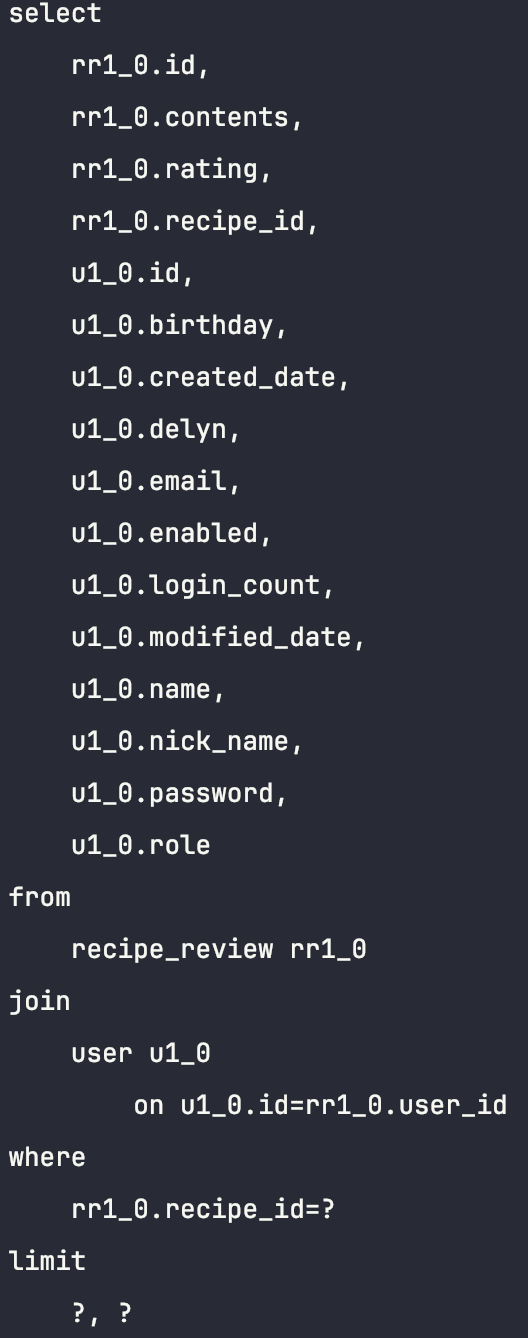 select
rr1_0.id,
rr1_0.contents,
rr1_0.rating,
rr1_0.recipe_id,
u1_0.id,
u1_0.birthday,
u1_0.created_date,
u1_0.delyn,
u1_0.email,
u1_0.enabled,
u1_0.login_count,
u1_0.modified_date,
u1_0.name,
u1_0.nick_name,
u1_0.password,
u1_0.role
from
recipe_review rr1_0
join
user u1_0
on u1_0.id=rr1_0.user_id
where
rr1_0.recipe_id=?
limit
?, ?